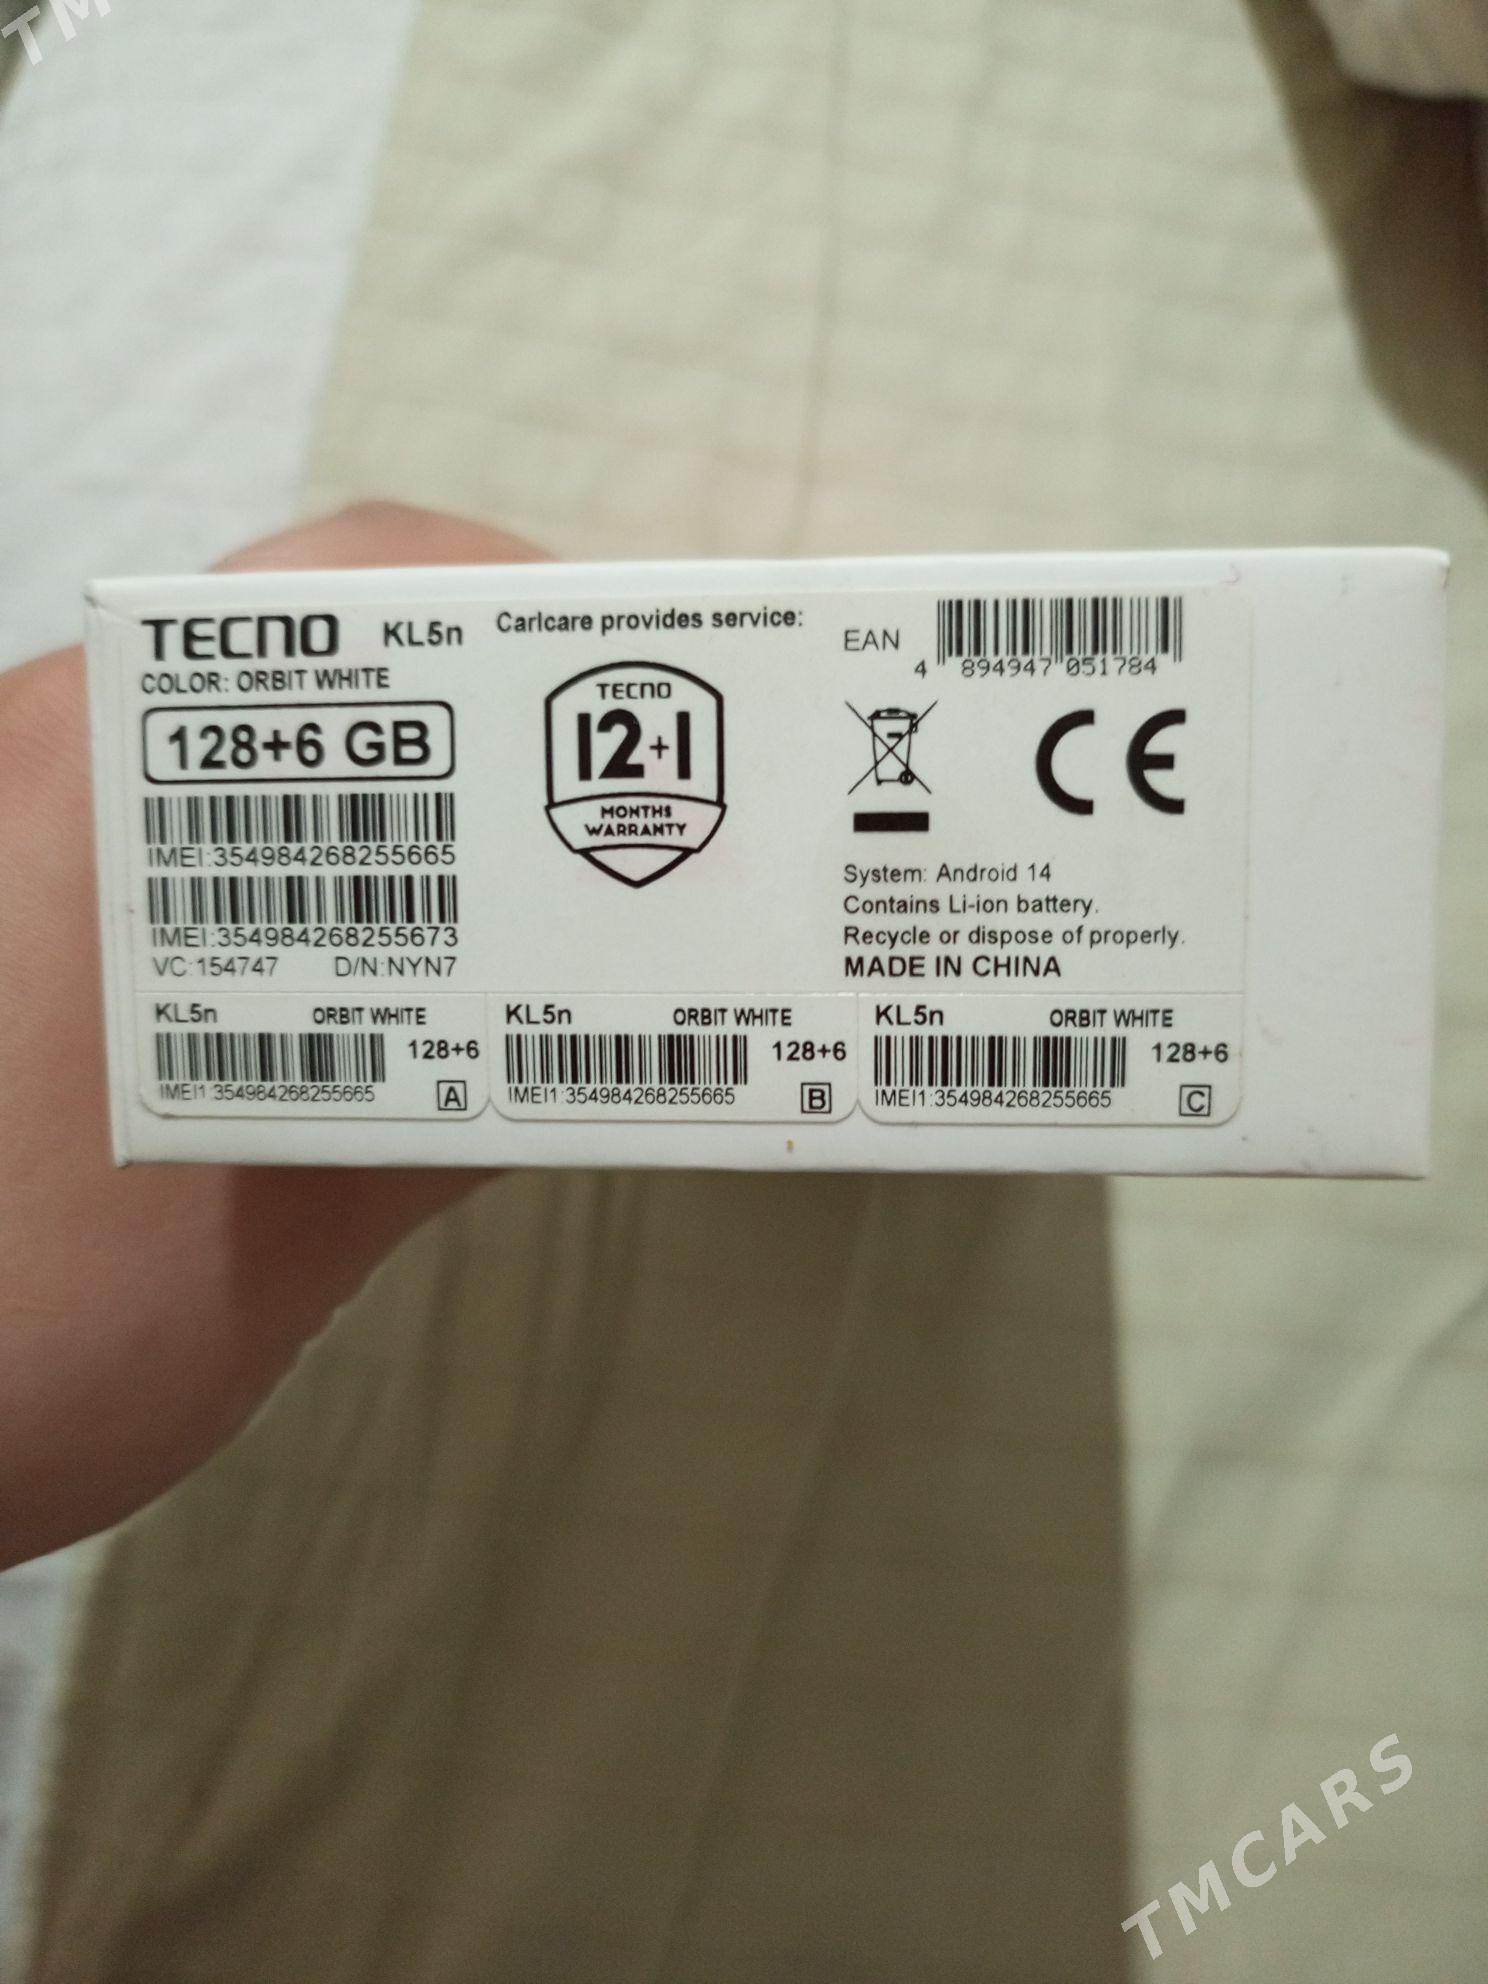 TM
TECNO KL5n
COLOR: ORBIT WHITE
128+6 GB
IMEI:354984268255665
IMEI:354984268255673
VC:154747 D/N:NYN7
Carlcare provides service:
TECNO
12+1
MONTHS
WARRANTY
EAN
4 894947 051784
CE
System: Android 14
Contains Li-ion battery.
Recycle or dispose of properly.
MADE IN CHINA
KL5n ORBIT WHITE
128+6
IMEI1:354984268255665 A
KL5n ORBIT WHITE
128+6
IMEI1:354984268255665 B
KL5n ORBIT WHITE
128+6
IMEI1:354984268255665 C
TMCARS